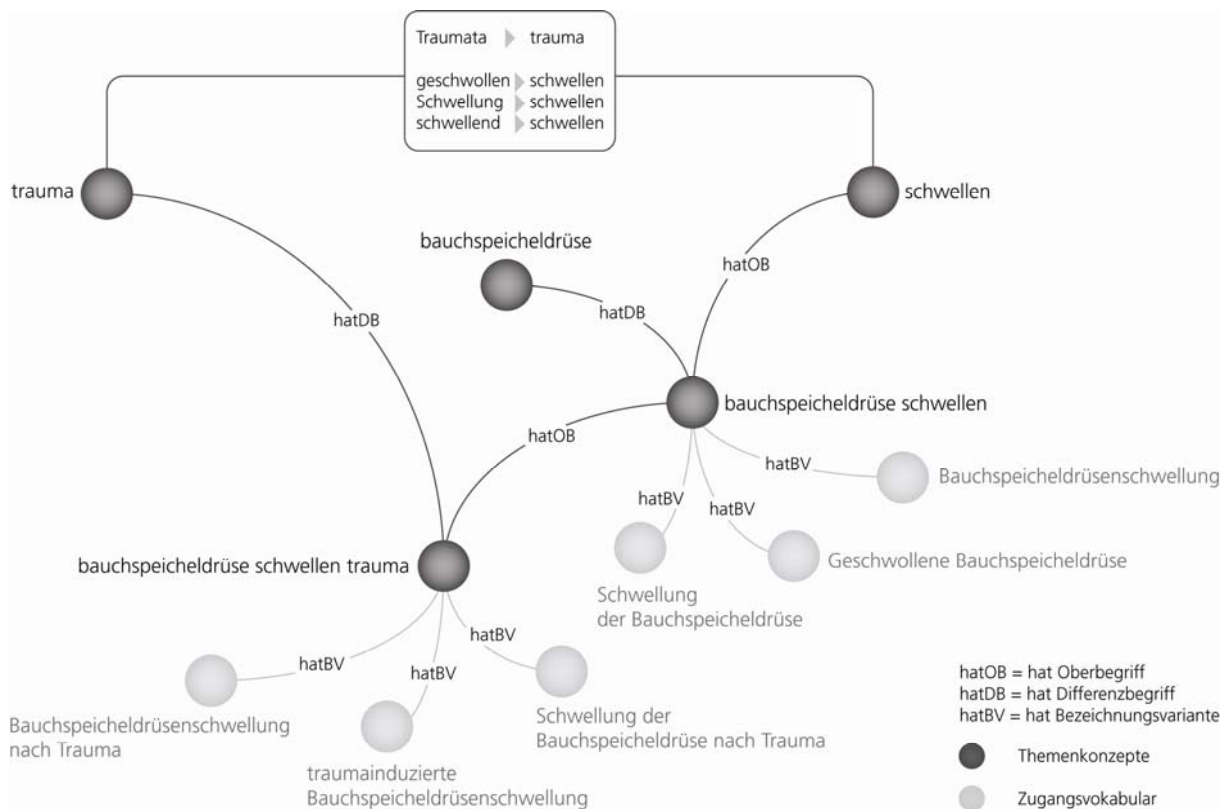 Traumata trauma
geschwollen schwellen
Schwellung schwellen
schwellend schwellen
trauma
schwellen
bauchspeicheldrüse
hatOB
hatDB
hatDB
bauchspeicheldrüse schwellen
hatOB
hatBV
Bauchspeicheldrüsenschwellung
hatBV
hatBV
Geschwollene Bauchspeicheldrüse
bauchspeicheldrüse schwellen trauma
Schwellung
der Bauchspeicheldrüse
hatBV
hatBV
hatBV
Bauchspeicheldrüsenschwellung
nach Trauma
Schwellung der
Bauchspeicheldrüse nach Trauma
traumainduzierte
Bauchspeicheldrüsenschwellung
hatOB = hat Oberbegriff
hatDB = hat Differenzbegriff
hatBV = hat Bezeichnungsvariante
Themenkonzepte
Zugangsvokabular